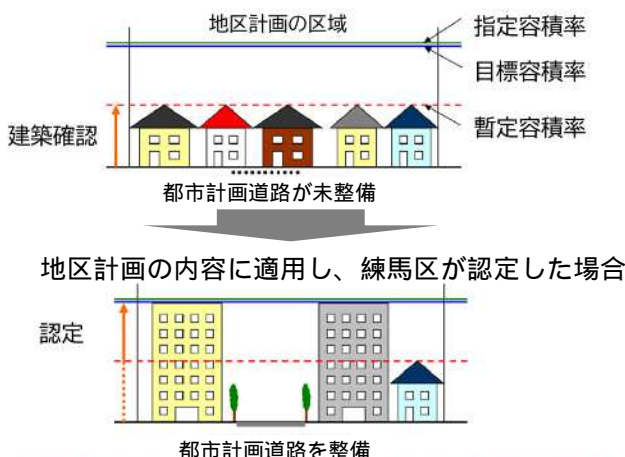 地区計画の区域
指定容積率
目標容積率
暫定容積率
建築確認
都市計画道路が未整備
地区計画の内容に適用し、練馬区が認定した場合
認定
都市計画道路を整備